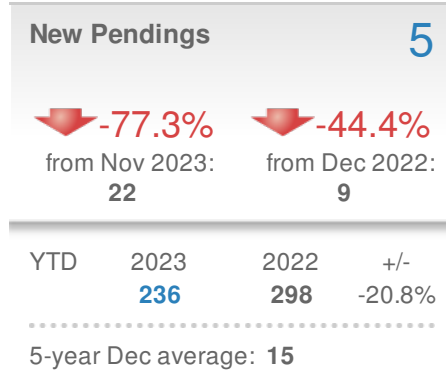 New Pendings 5
-77.3% -44.4%
from Nov 2023: from Dec 2022:
22 9
YTD 2023 2022 +/-
236 298 -20.8%
5-year Dec average: 15